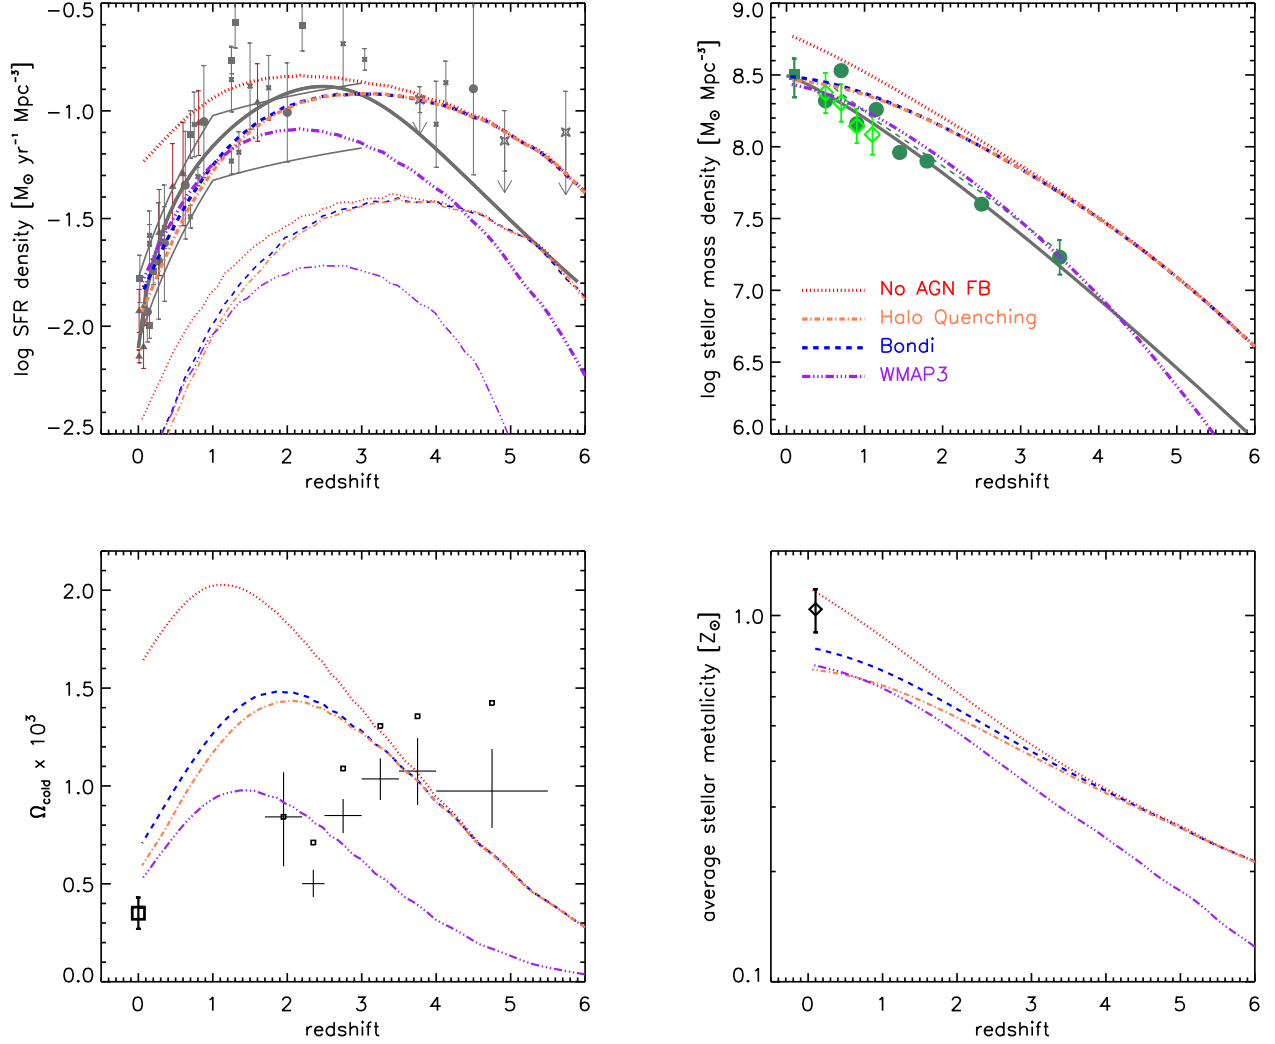 log SFR density [M⊙ yr⁻¹ Mpc⁻³]
−0.5
−1.0
−1.5
−2.0
−2.5
0 1 2 3 4 5 6
redshift
log stellar mass density [M⊙ Mpc⁻³]
9.0
8.5
8.0
7.5
7.0
6.5
6.0
No AGN FB
Halo Quenching
Bondi
WMAP3
0 1 2 3 4 5 6
redshift
Ωcold x 10³
2.0
1.5
1.0
0.5
0.0
0 1 2 3 4 5 6
redshift
average stellar metallicity [Z⊙]
1.0
0.1
0 1 2 3 4 5 6
redshift